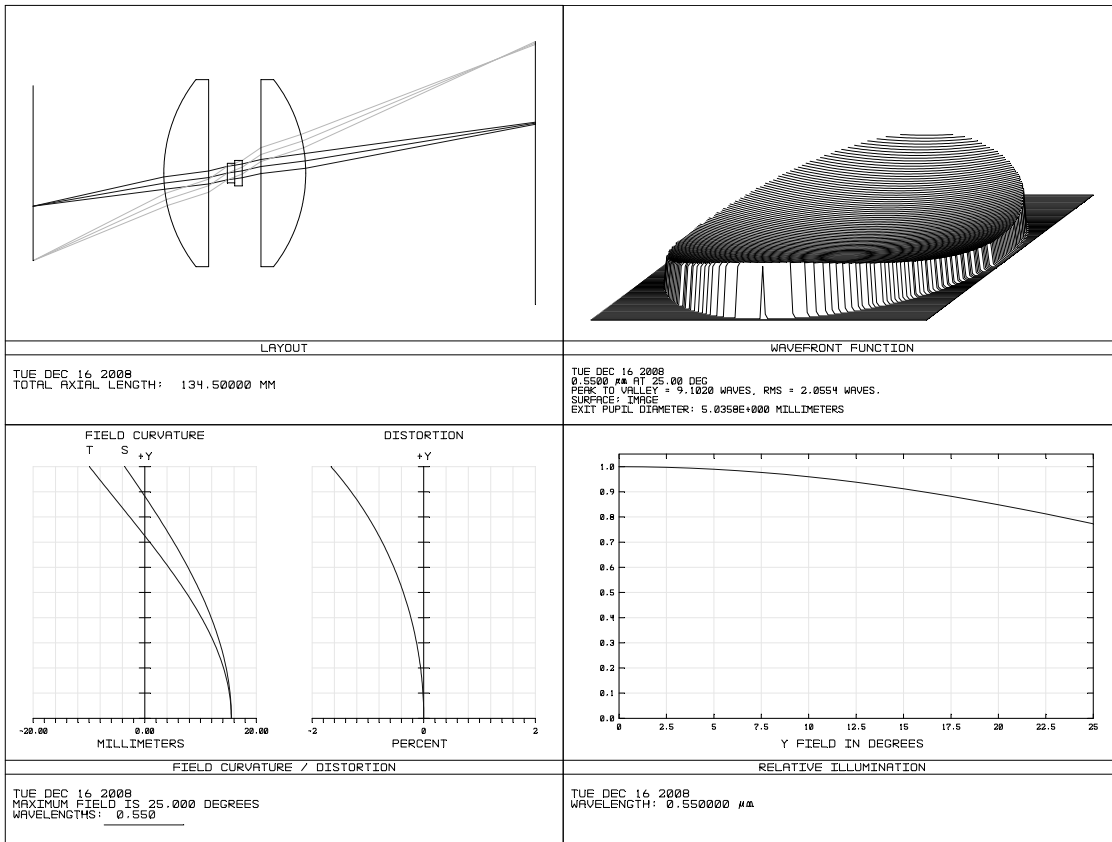 LAYOUT
TUE DEC 16 2008
TOTAL AXIAL LENGTH: 134.50000 MM
WAVEFRONT FUNCTION
TUE DEC 16 2008
0.5500 µm AT 25.00 DEG
PEAK TO VALLEY = 9.1020 WAVES, RMS = 2.0554 WAVES.
SURFACE: IMAGE
EXIT PUPIL DIAMETER: 5.0358E+000 MILLIMETERS
FIELD CURVATURE
T S +Y
-20.00 0.00 20.00
MILLIMETERS
DISTORTION
+Y
-2 0 2
PERCENT
FIELD CURVATURE / DISTORTION
TUE DEC 16 2008
MAXIMUM FIELD IS 25.000 DEGREES
WAVELENGTHS: 0.550
1.0
0.9
0.8
0.7
0.6
0.5
0.4
0.3
0.2
0.1
0.0
0 2.5 5 7.5 10 12.5 15 17.5 20 22.5 25
Y FIELD IN DEGREES
RELATIVE ILLUMINATION
TUE DEC 16 2008
WAVELENGTH: 0.550000 µm